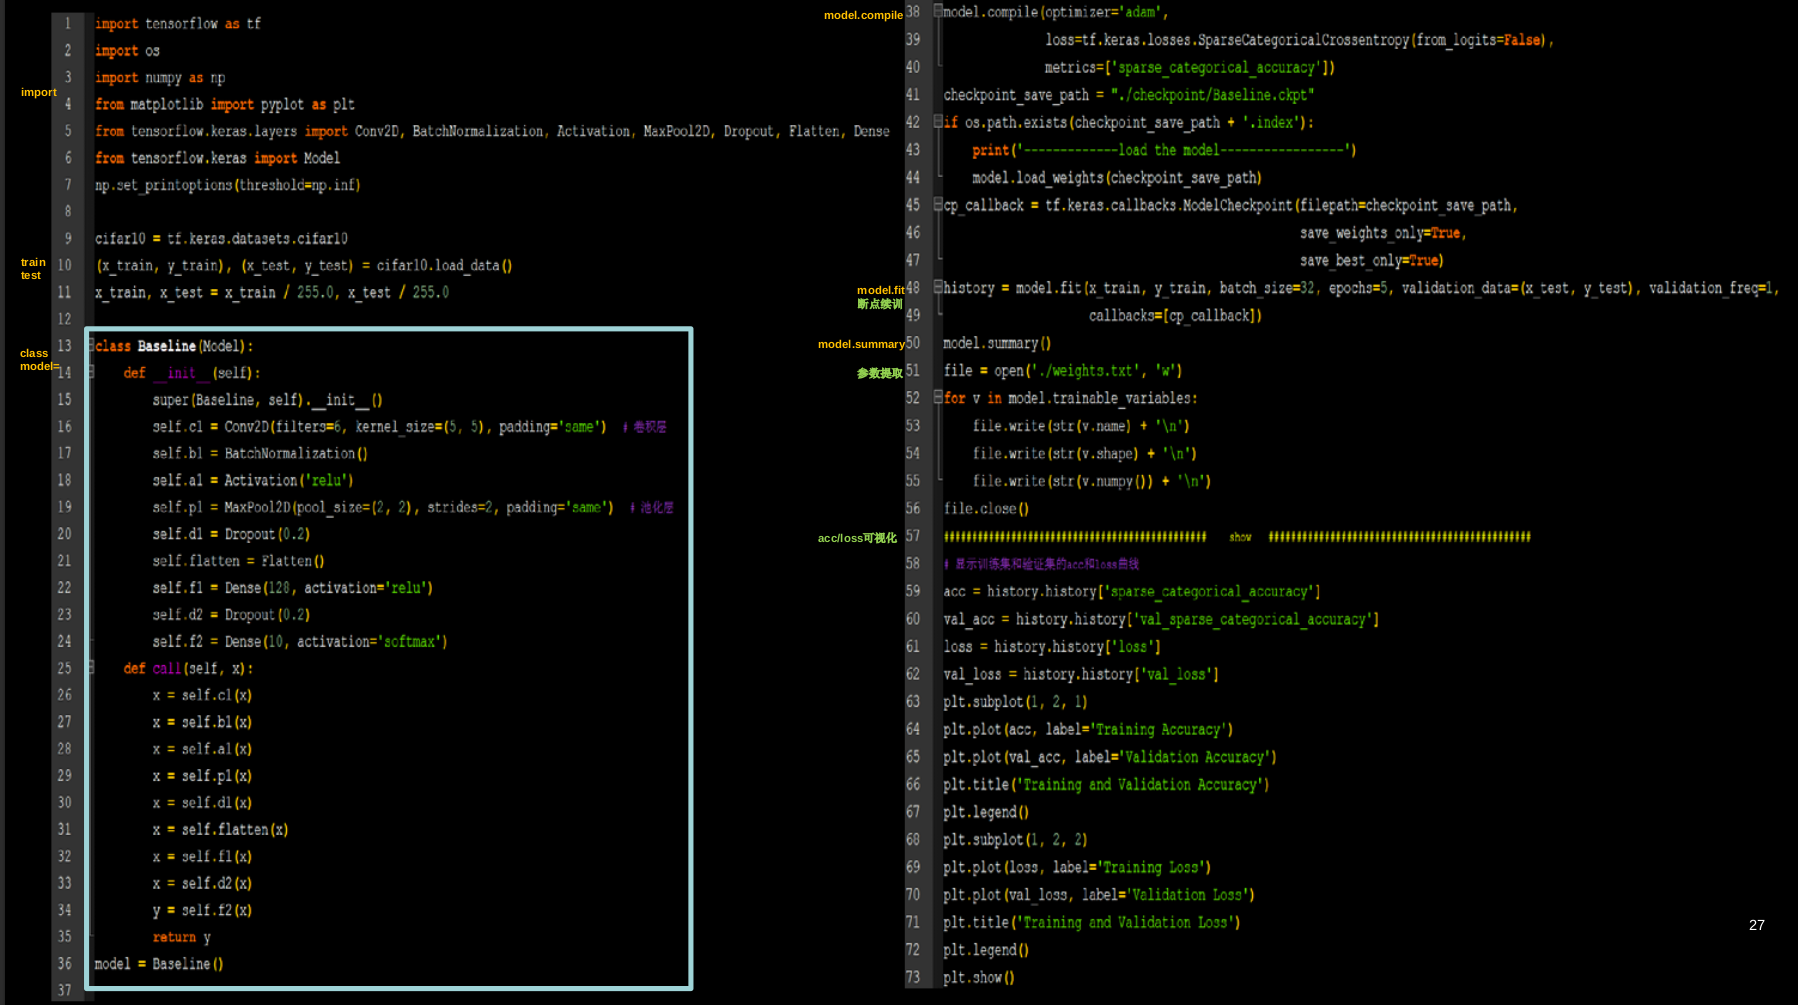 import
train
test
class
model=
1 import tensorflow as tf
2 import os
3 import numpy as np
4 from matplotlib import pyplot as plt
5 from tensorflow.keras.layers import Conv2D, BatchNormalization, Activation, MaxPool2D, Dropout, Flatten, Dense
6 from tensorflow.keras import Model
7 np.set_printoptions(threshold=np.inf)
8
9 cifar10 = tf.keras.datasets.cifar10
10 (x_train, y_train), (x_test, y_test) = cifar10.load_data()
11 x_train, x_test = x_train / 255.0, x_test / 255.0
12
13 class Baseline(Model):
14 def __init__(self):
15 super(Baseline, self).__init__()
16 self.c1 = Conv2D(filters=6, kernel_size=(5, 5), padding='same') # 卷积层
17 self.b1 = BatchNormalization()
18 self.a1 = Activation('relu')
19 self.p1 = MaxPool2D(pool_size=(2, 2), strides=2, padding='same') # 池化层
20 self.d1 = Dropout(0.2)
21 self.flatten = Flatten()
22 self.f1 = Dense(128, activation='relu')
23 self.d2 = Dropout(0.2)
24 self.f2 = Dense(10, activation='softmax')
25 def call(self, x):
26 x = self.c1(x)
27 x = self.b1(x)
28 x = self.a1(x)
29 x = self.p1(x)
30 x = self.d1(x)
31 x = self.flatten(x)
32 x = self.f1(x)
33 x = self.d2(x)
34 y = self.f2(x)
35 return y
36 model = Baseline()
37
model.compile
model.fit
断点续训
model.summary
参数提取
acc/loss可视化
38 model.compile(optimizer='adam',
39 loss=tf.keras.losses.SparseCategoricalCrossentropy(from_logits=False),
40 metrics=['sparse_categorical_accuracy'])
41 checkpoint_save_path = "./checkpoint/Baseline.ckpt"
42 if os.path.exists(checkpoint_save_path + '.index'):
43 print('-------------load the model-----------------')
44 model.load_weights(checkpoint_save_path)
45 cp_callback = tf.keras.callbacks.ModelCheckpoint(filepath=checkpoint_save_path,
46 save_weights_only=True,
47 save_best_only=True)
48 history = model.fit(x_train, y_train, batch_size=32, epochs=5, validation_data=(x_test, y_test), validation_freq=1,
49 callbacks=[cp_callback])
50 model.summary()
51 file = open('./weights.txt', 'w')
52 for v in model.trainable_variables:
53 file.write(str(v.name) + '\n')
54 file.write(str(v.shape) + '\n')
55 file.write(str(v.numpy()) + '\n')
56 file.close()
57 ############################################ show ############################################
58 # 显示训练集和验证集的acc和loss曲线
59 acc = history.history['sparse_categorical_accuracy']
60 val_acc = history.history['val_sparse_categorical_accuracy']
61 loss = history.history['loss']
62 val_loss = history.history['val_loss']
63 plt.subplot(1, 2, 1)
64 plt.plot(acc, label='Training Accuracy')
65 plt.plot(val_acc, label='Validation Accuracy')
66 plt.title('Training and Validation Accuracy')
67 plt.legend()
68 plt.subplot(1, 2, 2)
69 plt.plot(loss, label='Training Loss')
70 plt.plot(val_loss, label='Validation Loss')
71 plt.title('Training and Validation Loss')
72 plt.legend()
73 plt.show()
27